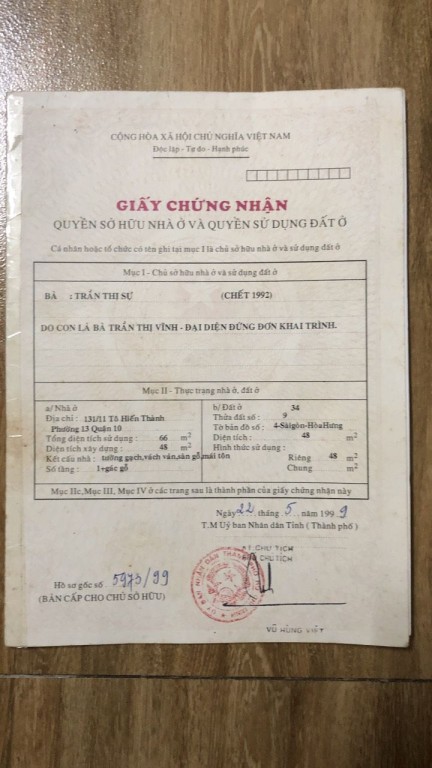 CỘNG HÒA XÃ HỘI CHỦ NGHĨA VIỆT NAM
Độc lập - Tự do - Hạnh phúc
GIẤY CHỨNG NHẬN
QUYỀN SỞ HỮU NHÀ Ở VÀ QUYỀN SỬ DỤNG ĐẤT Ở
Cá nhân hoặc tổ chức có tên ghi tại mục I là chủ sở hữu nhà ở và sử dụng đất ở
Mục I - Chủ sở hữu nhà ở và sử dụng đất ở
BÀ : TRẦN THỊ SỰ (CHẾT 1992)
DO CON LÀ BÀ TRẦN THỊ VĨNH - ĐẠI DIỆN ĐỨNG ĐƠN KHAI TRÌNH.
Mục II - Thực trạng nhà ở, đất ở
a/ Nhà ở
Địa chỉ : 131/11 Tô Hiến Thành
Phường 13 Quận 10
Tổng diện tích sử dụng : 66 m2
Diện tích xây dựng : 48 m2
Kết cấu nhà : tường gạch, vách ván, sàn gỗ, mái tôn
Số tầng : 1+gác gỗ
b/ Đất ở 34
Thửa đất số : 9
Tờ bản đồ số : 4-Sàigòn-HòaHưng
Diện tích : 48 m2
Hình thức sử dụng :
Riêng 48 m2
Chung m2
Mục IIc, Mục III, Mục IV ở các trang sau là thành phần của giấy chứng nhận này
Ngày 22 tháng 5 năm 1999
T.M Uỷ ban Nhân dân Tỉnh ( Thành phố )
KT CHỦ TỊCH
CHỦ TỊCH
Hồ sơ gốc số 5973/99
(BẢN CẤP CHO CHỦ SỞ HỮU)
VŨ HÙNG VIỆT